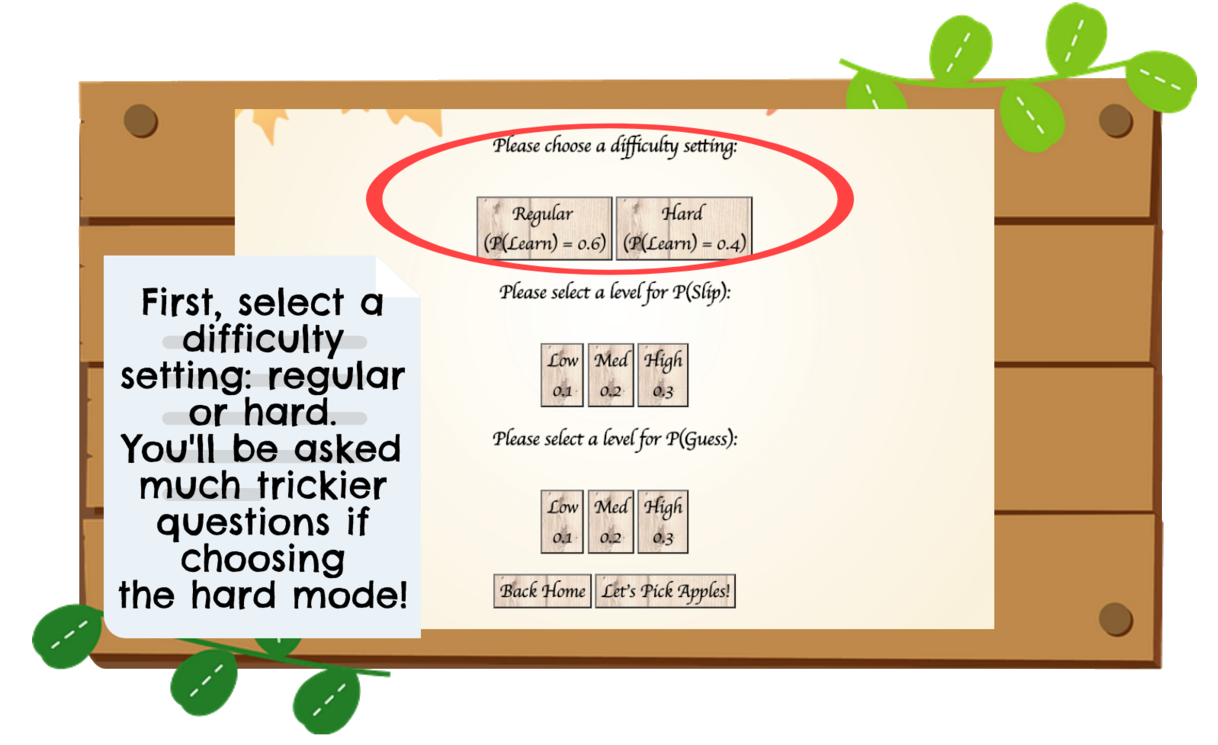 Please choose a difficulty setting:
Regular Hard
(P(Learn) = 0.6) (P(Learn) = 0.4)
Please select a level for P(Slip):
Low Med High
0.1 0.2 0.3
Please select a level for P(Guess):
Low Med High
0.1 0.2 0.3
Back Home Let's Pick Apples!
First, select a
difficulty
setting: regular
or hard.
You'll be asked
much trickier
questions if
choosing
the hard mode!